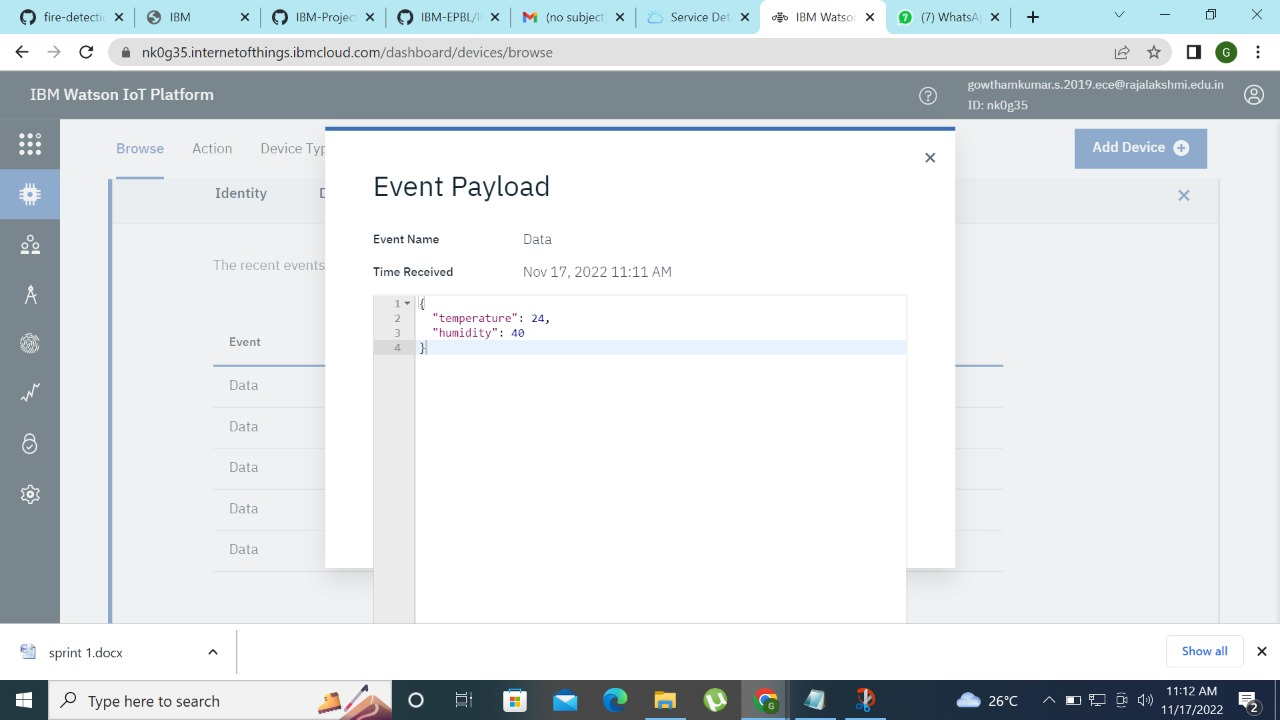 fire-detectic
IBM
IBM-Project
IBM-EPBL/I
(no subject)
Service Det
IBM Watson
(7) WhatsA
nk0g35.internetofthings.ibmcloud.com/dashboard/devices/browse
G
IBM Watson IoT Platform
gowthamkumar.s.2019.ece@rajalakshmi.edu.in
ID: nk0g35
Browse
Action
Device Typ
Add Device
Identity
D
The recent events
Event
Data
Data
Data
Data
Data
Event Payload
Event Name
Data
Time Received
Nov 17, 2022 11:11 AM
1 {
2 "temperature": 24,
3 "humidity": 40
4 }
sprint 1.docx
Show all
Type here to search
26°C
11:12 AM
11/17/2022
2